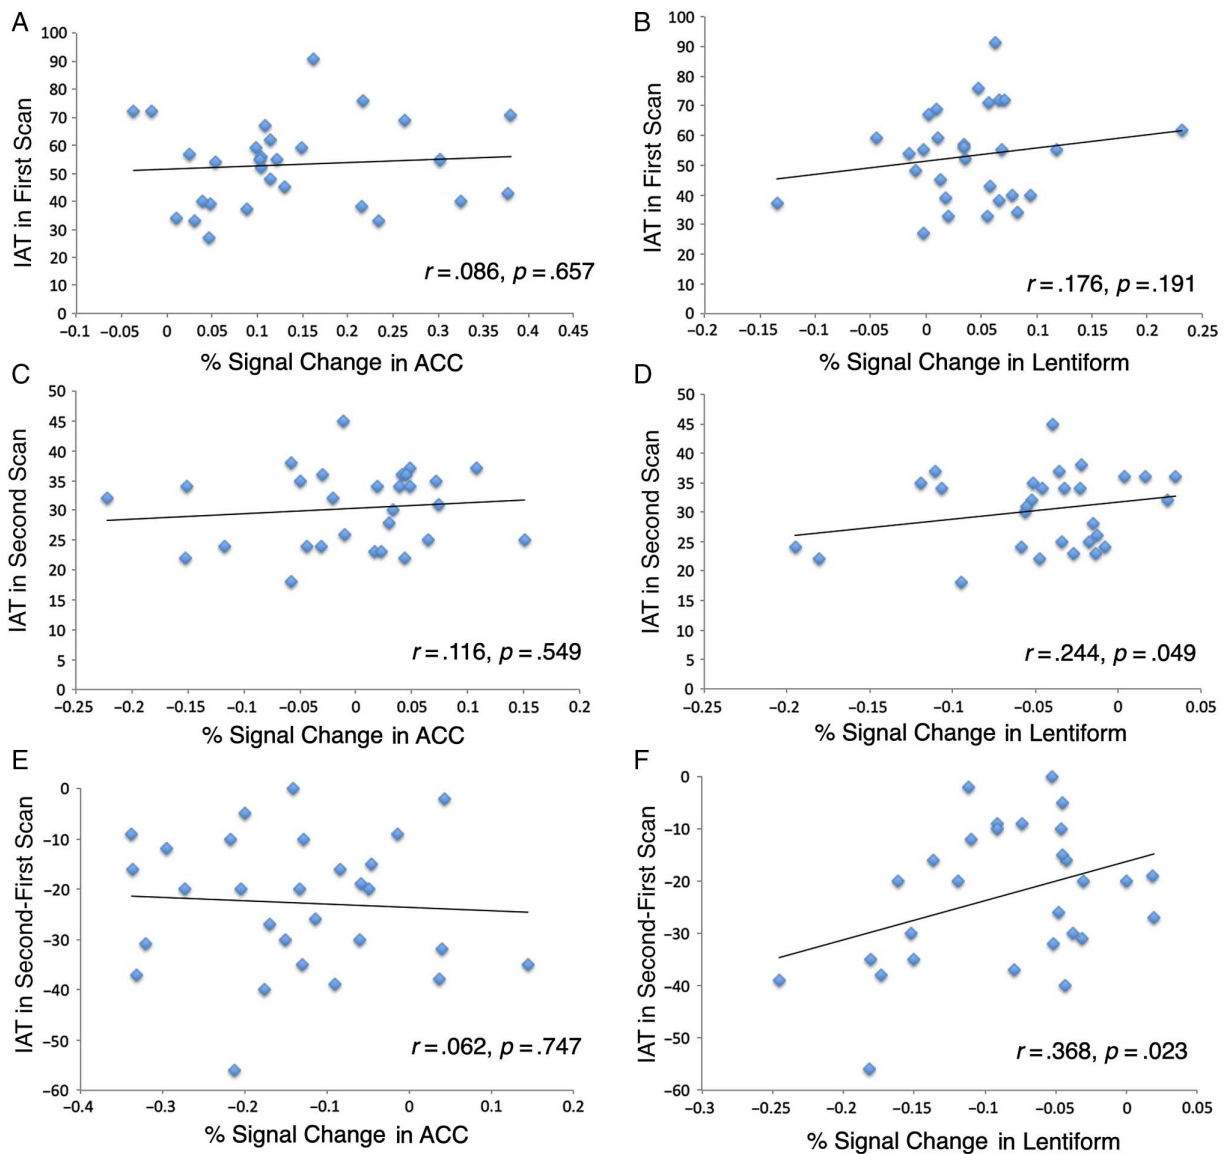 A
IAT in First Scan
100
90
80
70
60
50
40
30
20
10
0
r=.086, p=.657
−0.1 −0.05 0 0.05 0.1 0.15 0.2 0.25 0.3 0.35 0.4 0.45
% Signal Change in ACC
B
IAT in First Scan
100
90
80
70
60
50
40
30
20
10
0
r=.176, p=.191
−0.2 −0.15 −0.1 −0.05 0 0.05 0.1 0.15 0.2 0.25
% Signal Change in Lentiform
C
IAT in Second Scan
50
45
40
35
30
25
20
15
10
5
0
r=.116, p=.549
−0.25 −0.2 −0.15 −0.1 −0.05 0 0.05 0.1 0.15 0.2
% Signal Change in ACC
D
IAT in Second Scan
50
45
40
35
30
25
20
15
10
5
0
r=.244, p=.049
−0.25 −0.2 −0.15 −0.1 −0.05 0 0.05
% Signal Change in Lentiform
E
IAT in Second-First Scan
0
−10
−20
−30
−40
−50
−60
r=.062, p=.747
−0.4 −0.3 −0.2 −0.1 0 0.1 0.2
% Signal Change in ACC
F
IAT in Second-First Scan
0
−10
−20
−30
−40
−50
−60
r=.368, p=.023
−0.3 −0.25 −0.2 −0.15 −0.1 −0.05 0 0.05
% Signal Change in Lentiform